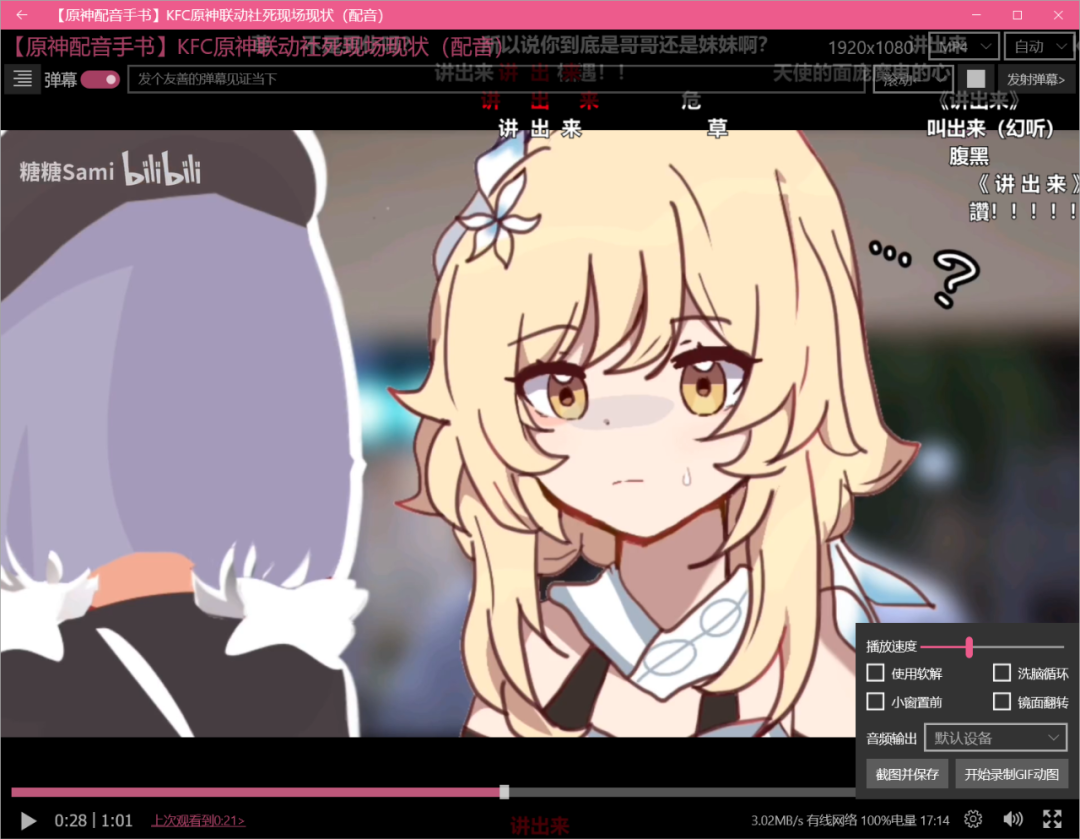 【原神配音手书】KFC原神联动社死现场现状（配音）
【原神配音手书】KFC原神联动社死现场现状（配音）
所以说你到底是哥哥还是妹妹啊？
1920x1080
讲出来
MP4
自动
弹幕
发个友善的弹幕见证当下
讲出来
讲 出 来
遇！！
天使的面庞魔鬼的心
滚动
发射弹幕>
讲 出 来
危
《讲出来》
讲 出 来
草
叫出来（幻听）
腹黑
《 讲 出 来 》
讚！！！！！
糖糖Sami bilibili
...?
播放速度
使用软解
洗脑循环
小窗置前
镜面翻转
音频输出
默认设备
截图并保存
开始录制GIF动图
0:28 | 1:01
上次观看到0:21>
讲出来
3.02MB/s 有线网络 100%电量 17:14